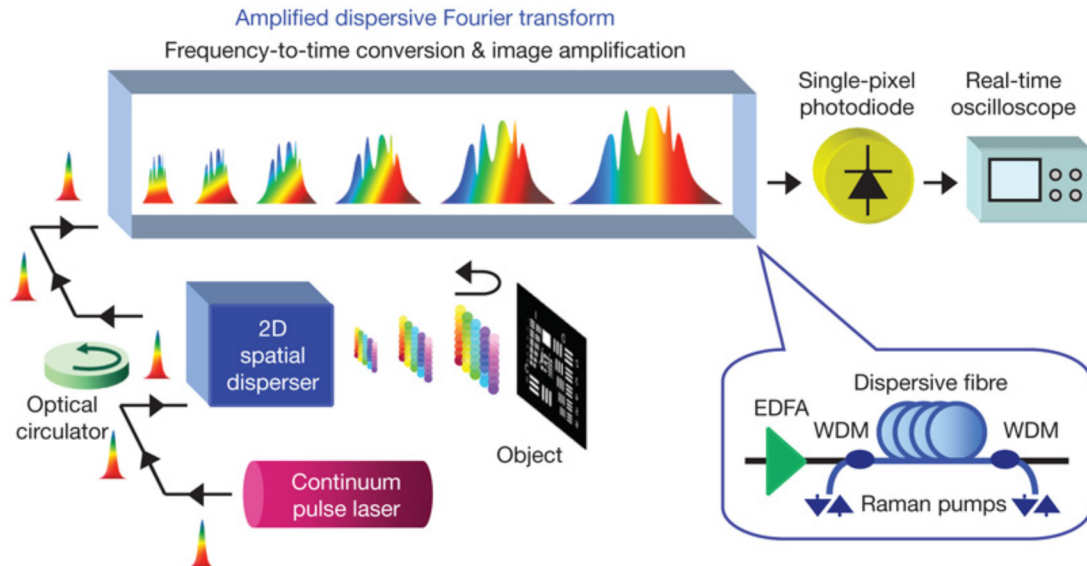 Amplified dispersive Fourier transform
Frequency-to-time conversion & image amplification
Single-pixel
photodiode
Real-time
oscilloscope
2D
spatial
disperser
Optical
circulator
Object
Continuum
pulse laser
Dispersive fibre
EDFA
WDM
WDM
Raman pumps